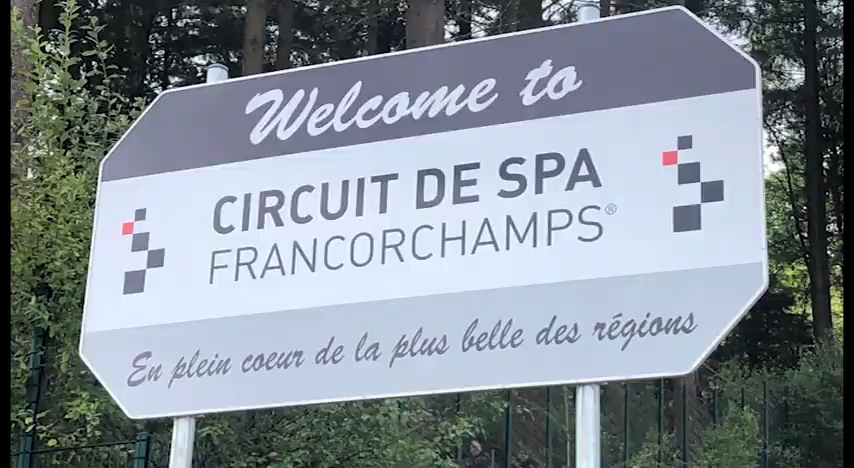 Welcome to
CIRCUIT DE SPA
FRANCORCHAMPS®
En plein coeur de la plus belle des régions